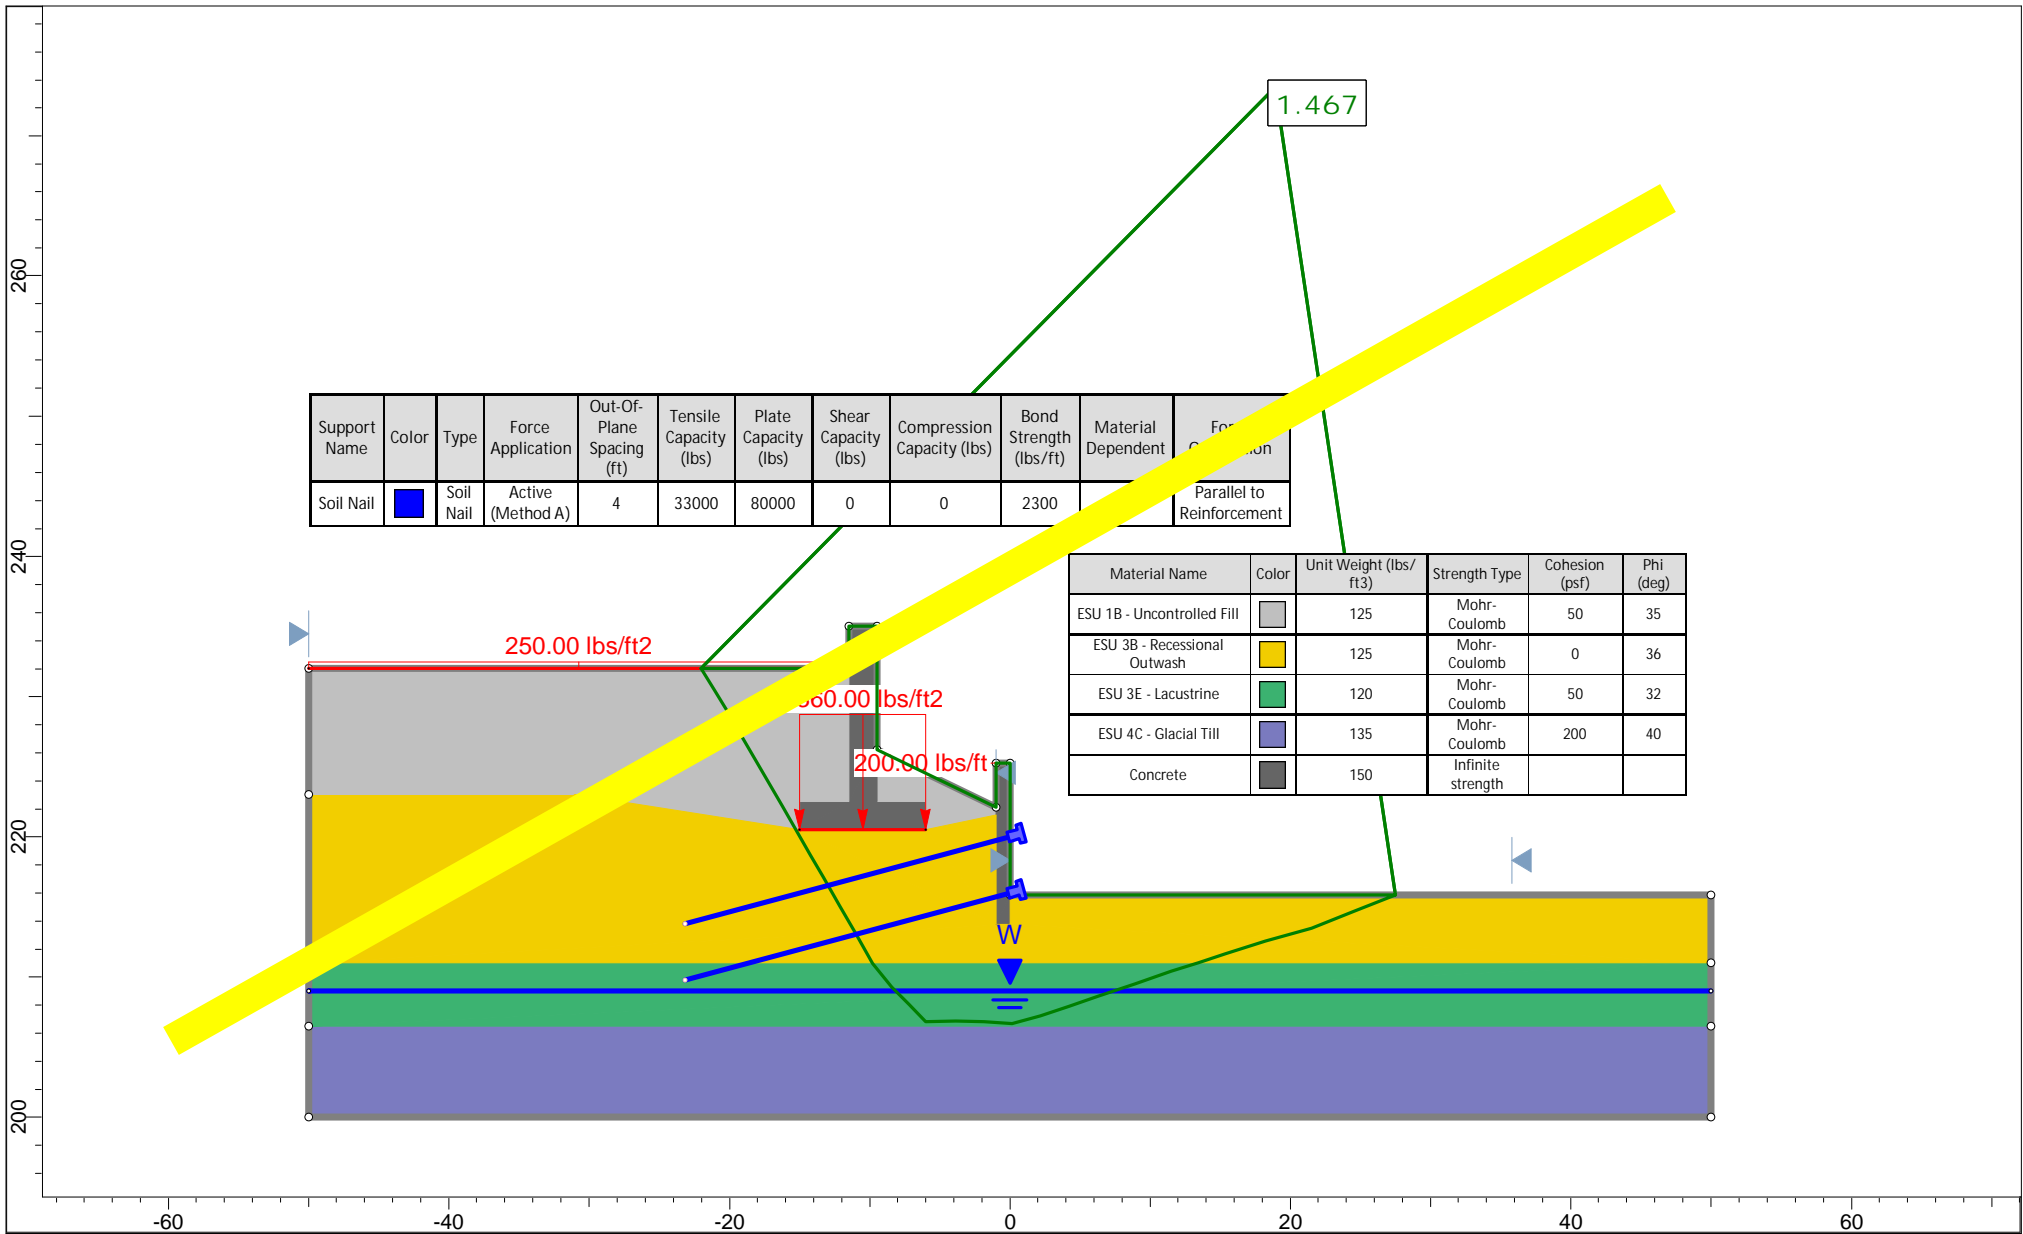 1.467
Support Name Color Type Force Application Out-Of-Plane Spacing (ft) Tensile Capacity (lbs) Plate Capacity (lbs) Shear Capacity (lbs) Compression Capacity (lbs) Bond Strength (lbs/ft) Material Dependent
Soil Nail Soil Nail Active (Method A) 4 33000 80000 0 0 2300 Parallel to Reinforcement
Material Name Color Unit Weight (lbs/ft3) Strength Type Cohesion (psf) Phi (deg)
ESU 1B - Uncontrolled Fill 125 Mohr-Coulomb 50 35
ESU 3B - Recessional Outwash 125 Mohr-Coulomb 0 36
ESU 3E - Lacustrine 120 Mohr-Coulomb 50 32
ESU 4C - Glacial Till 135 Mohr-Coulomb 200 40
Concrete 150 Infinite strength
250.00 lbs/ft2
lbs/ft2
200.00 lbs/ft
W
260
240
220
200
-60 -40 -20 0 20 40 60